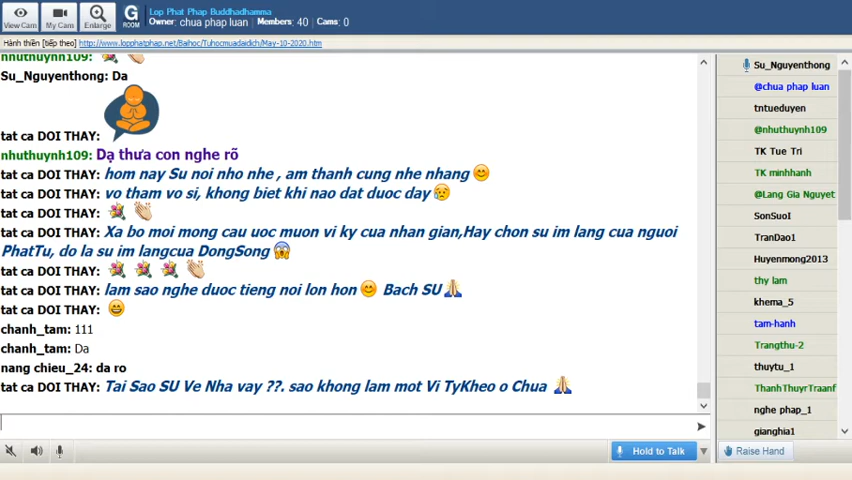 Lop Phat Phap Buddhadhamma
Owner: chua phap luan Members: 40 Cams: 0
View Cam My Cam Enlarge G ROOM
Hành thiền [tiếp theo] http://www.lopphatphap.net/Baihoc/Tuhocmuadaidich/May-10-2020.htm
nhuthuynh109:
Su_Nguyenthong: Da
tat ca DOI THAY:
nhuthuynh109: Dạ thưa con nghe rõ
tat ca DOI THAY: hom nay Su noi nho nhe , am thanh cung nhe nhang
tat ca DOI THAY: vo tham vo si, khong biet khi nao dat duoc day
tat ca DOI THAY:
tat ca DOI THAY: Xa bo moi mong cau uoc muon vi ky cua nhan gian,Hay chon su im lang cua nguoi
PhatTu, do la su im langcua DongSong
tat ca DOI THAY:
tat ca DOI THAY: lam sao nghe duoc tieng noi lon hon Bach SU
tat ca DOI THAY:
chanh_tam: 111
chanh_tam: Da
nang chieu_24: da ro
tat ca DOI THAY: Tai Sao SU Ve Nha vay ??. sao khong lam mot Vi TyKheo o Chua
Su_Nguyenthong
@chua phap luan
tntueduyen
@nhuthuynh109
TK Tue Tri
TK minhhanh
@Lang Gia Nguyet
SonSuoI
TranDao1
Huyenmong2013
thy lam
khema_5
tam-hanh
Trangthu-2
thuytu_1
ThanhThuyrTraanf
nghe phap_1
gianghia1
Hold to Talk
Raise Hand